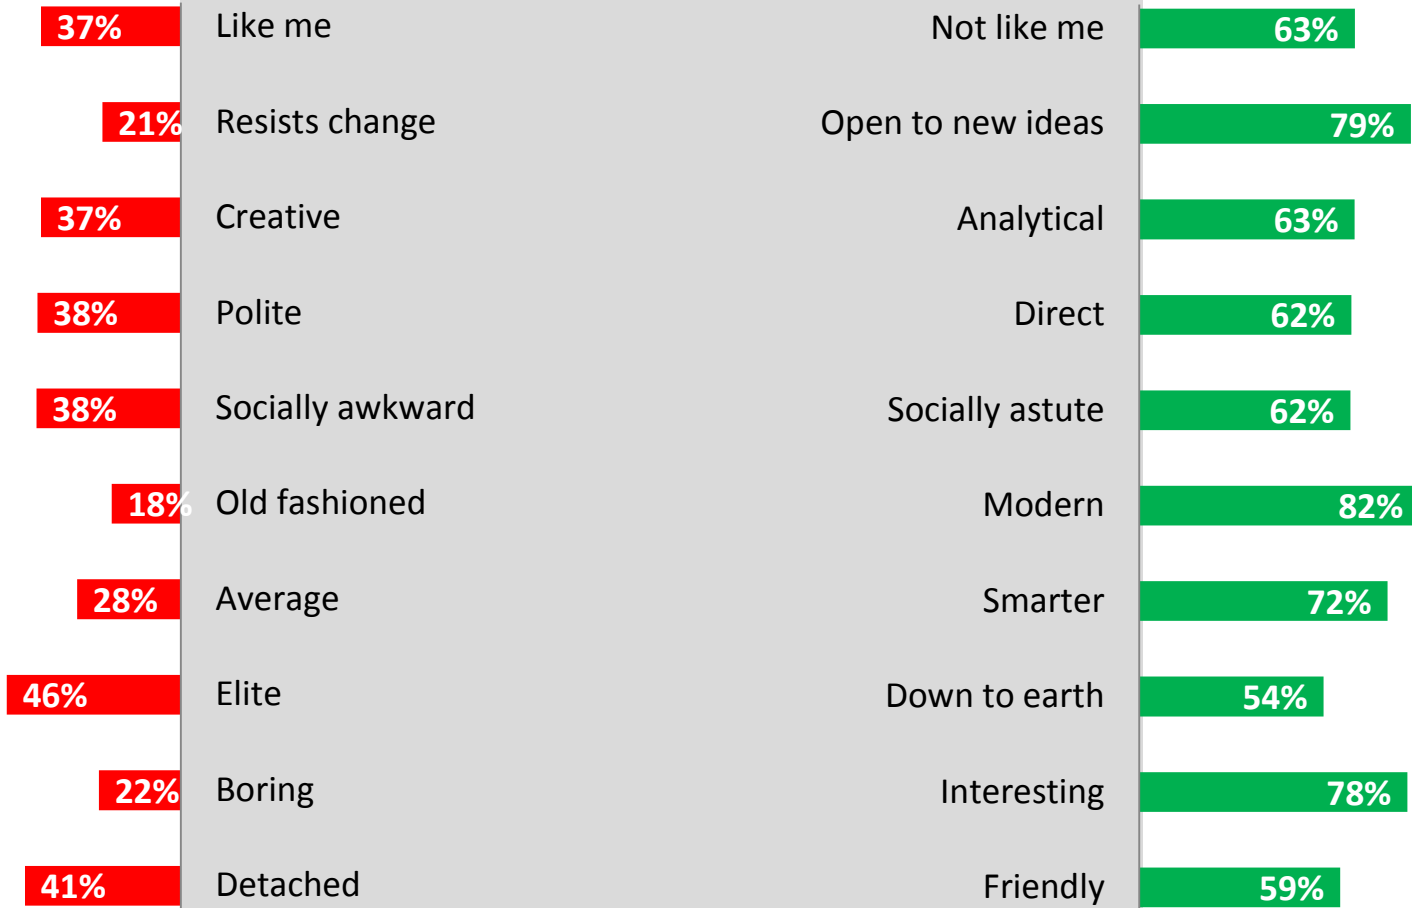 37% Like me Not like me 63%
21% Resists change Open to new ideas 79%
37% Creative Analytical 63%
38% Polite Direct 62%
38% Socially awkward Socially astute 62%
18% Old fashioned Modern 82%
28% Average Smarter 72%
46% Elite Down to earth 54%
22% Boring Interesting 78%
41% Detached Friendly 59%